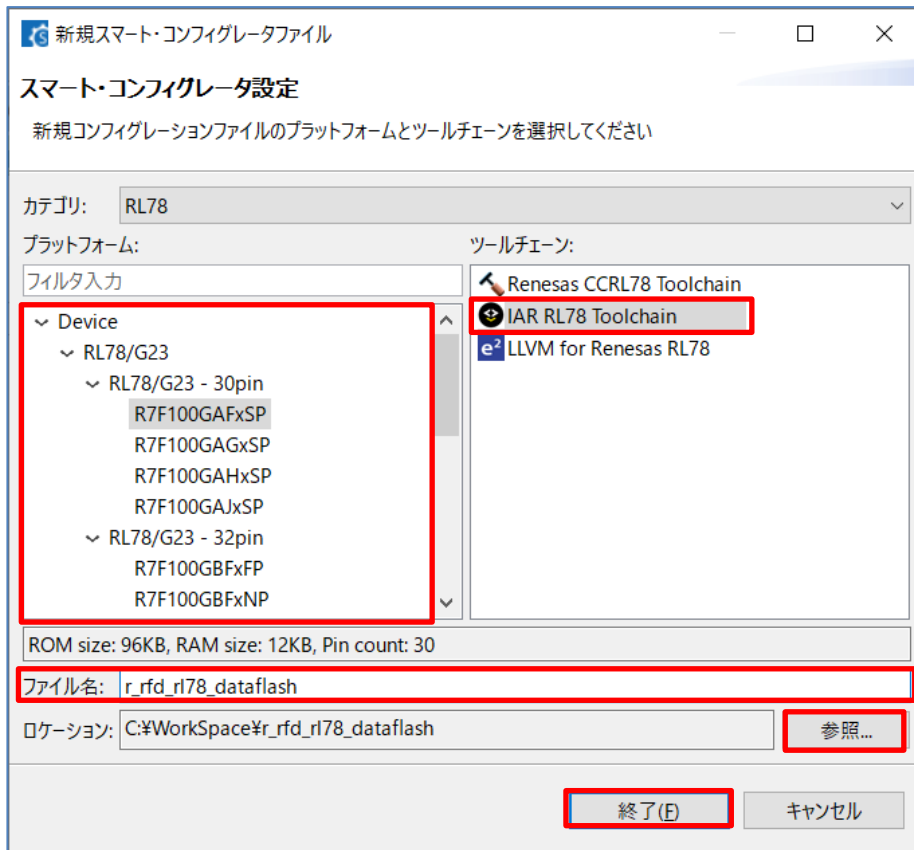 新規スマート・コンフィグレータファイル
スマート・コンフィグレータ設定
新規コンフィグレーションファイルのプラットフォームとツールチェーンを選択してください
カテゴリ: RL78
プラットフォーム:
フィルタ入力
Device
RL78/G23
RL78/G23 - 30pin
R7F100GAFxSP
R7F100GAGxSP
R7F100GAHxSP
R7F100GAJxSP
RL78/G23 - 32pin
R7F100GBFxFP
R7F100GBFxNP
ツールチェーン:
Renesas CCRL78 Toolchain
IAR RL78 Toolchain
e² LLVM for Renesas RL78
ROM size: 96KB, RAM size: 12KB, Pin count: 30
ファイル名: r_rfd_rl78_dataflash
ロケーション: C:¥WorkSpace¥r_rfd_rl78_dataflash 参照...
終了(F) キャンセル